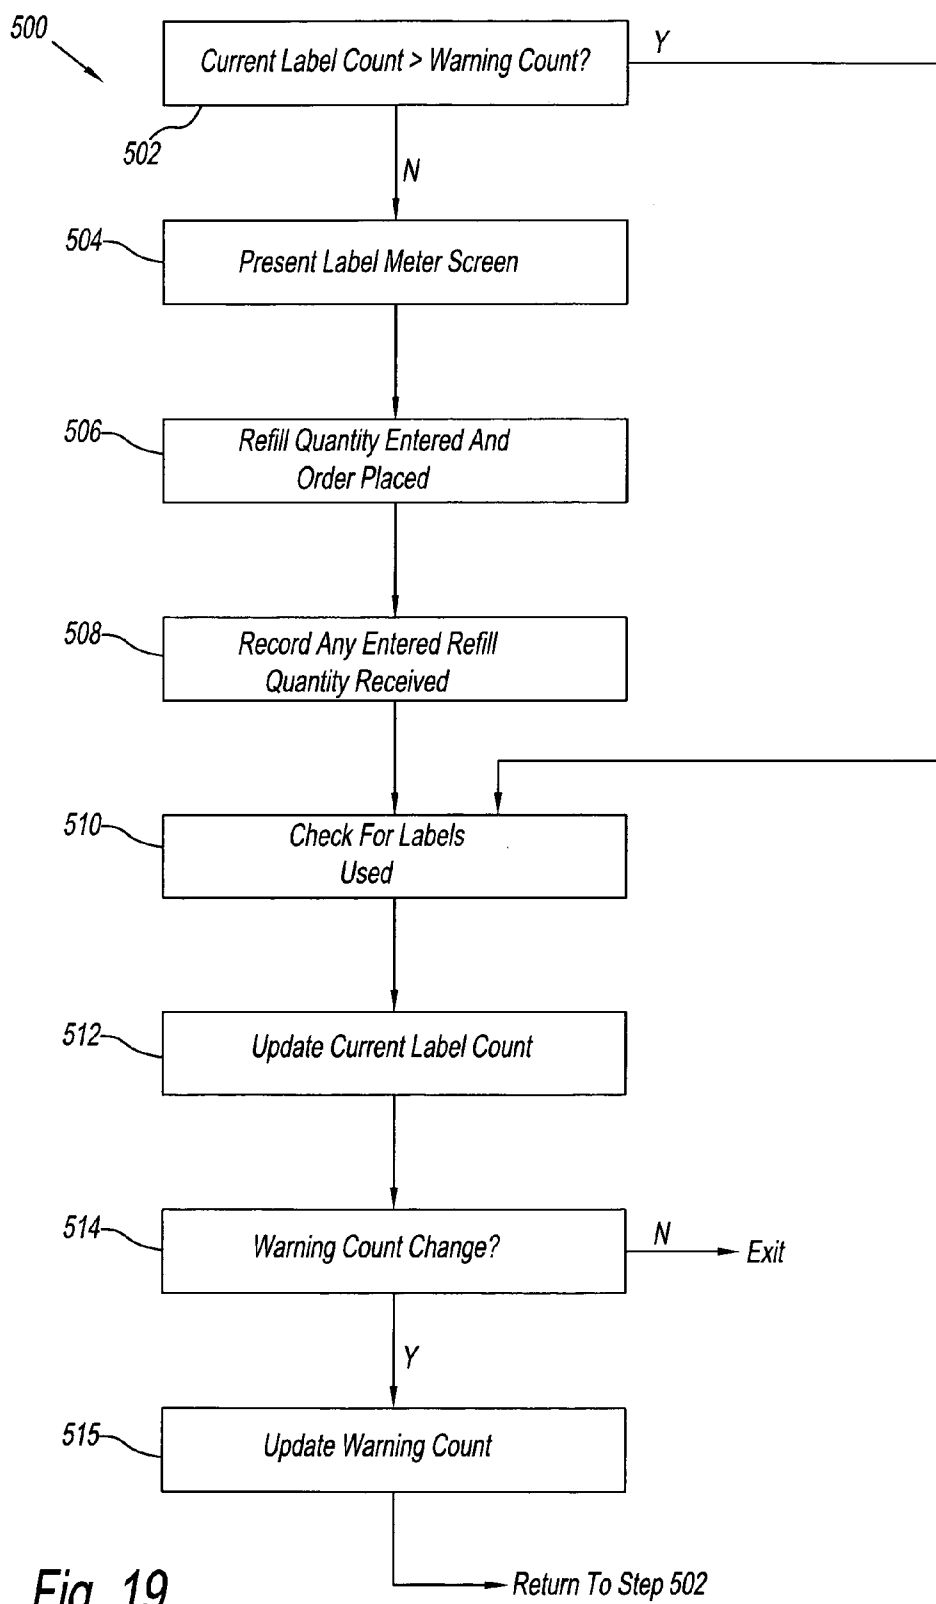 500
Current Label Count > Warning Count?
Y
502
N
504
Present Label Meter Screen
506
Refill Quantity Entered And
Order Placed
508
Record Any Entered Refill
Quantity Received
510
Check For Labels
Used
512
Update Current Label Count
514
Warning Count Change?
N
Exit
Y
515
Update Warning Count
Return To Step 502
Fig. 19